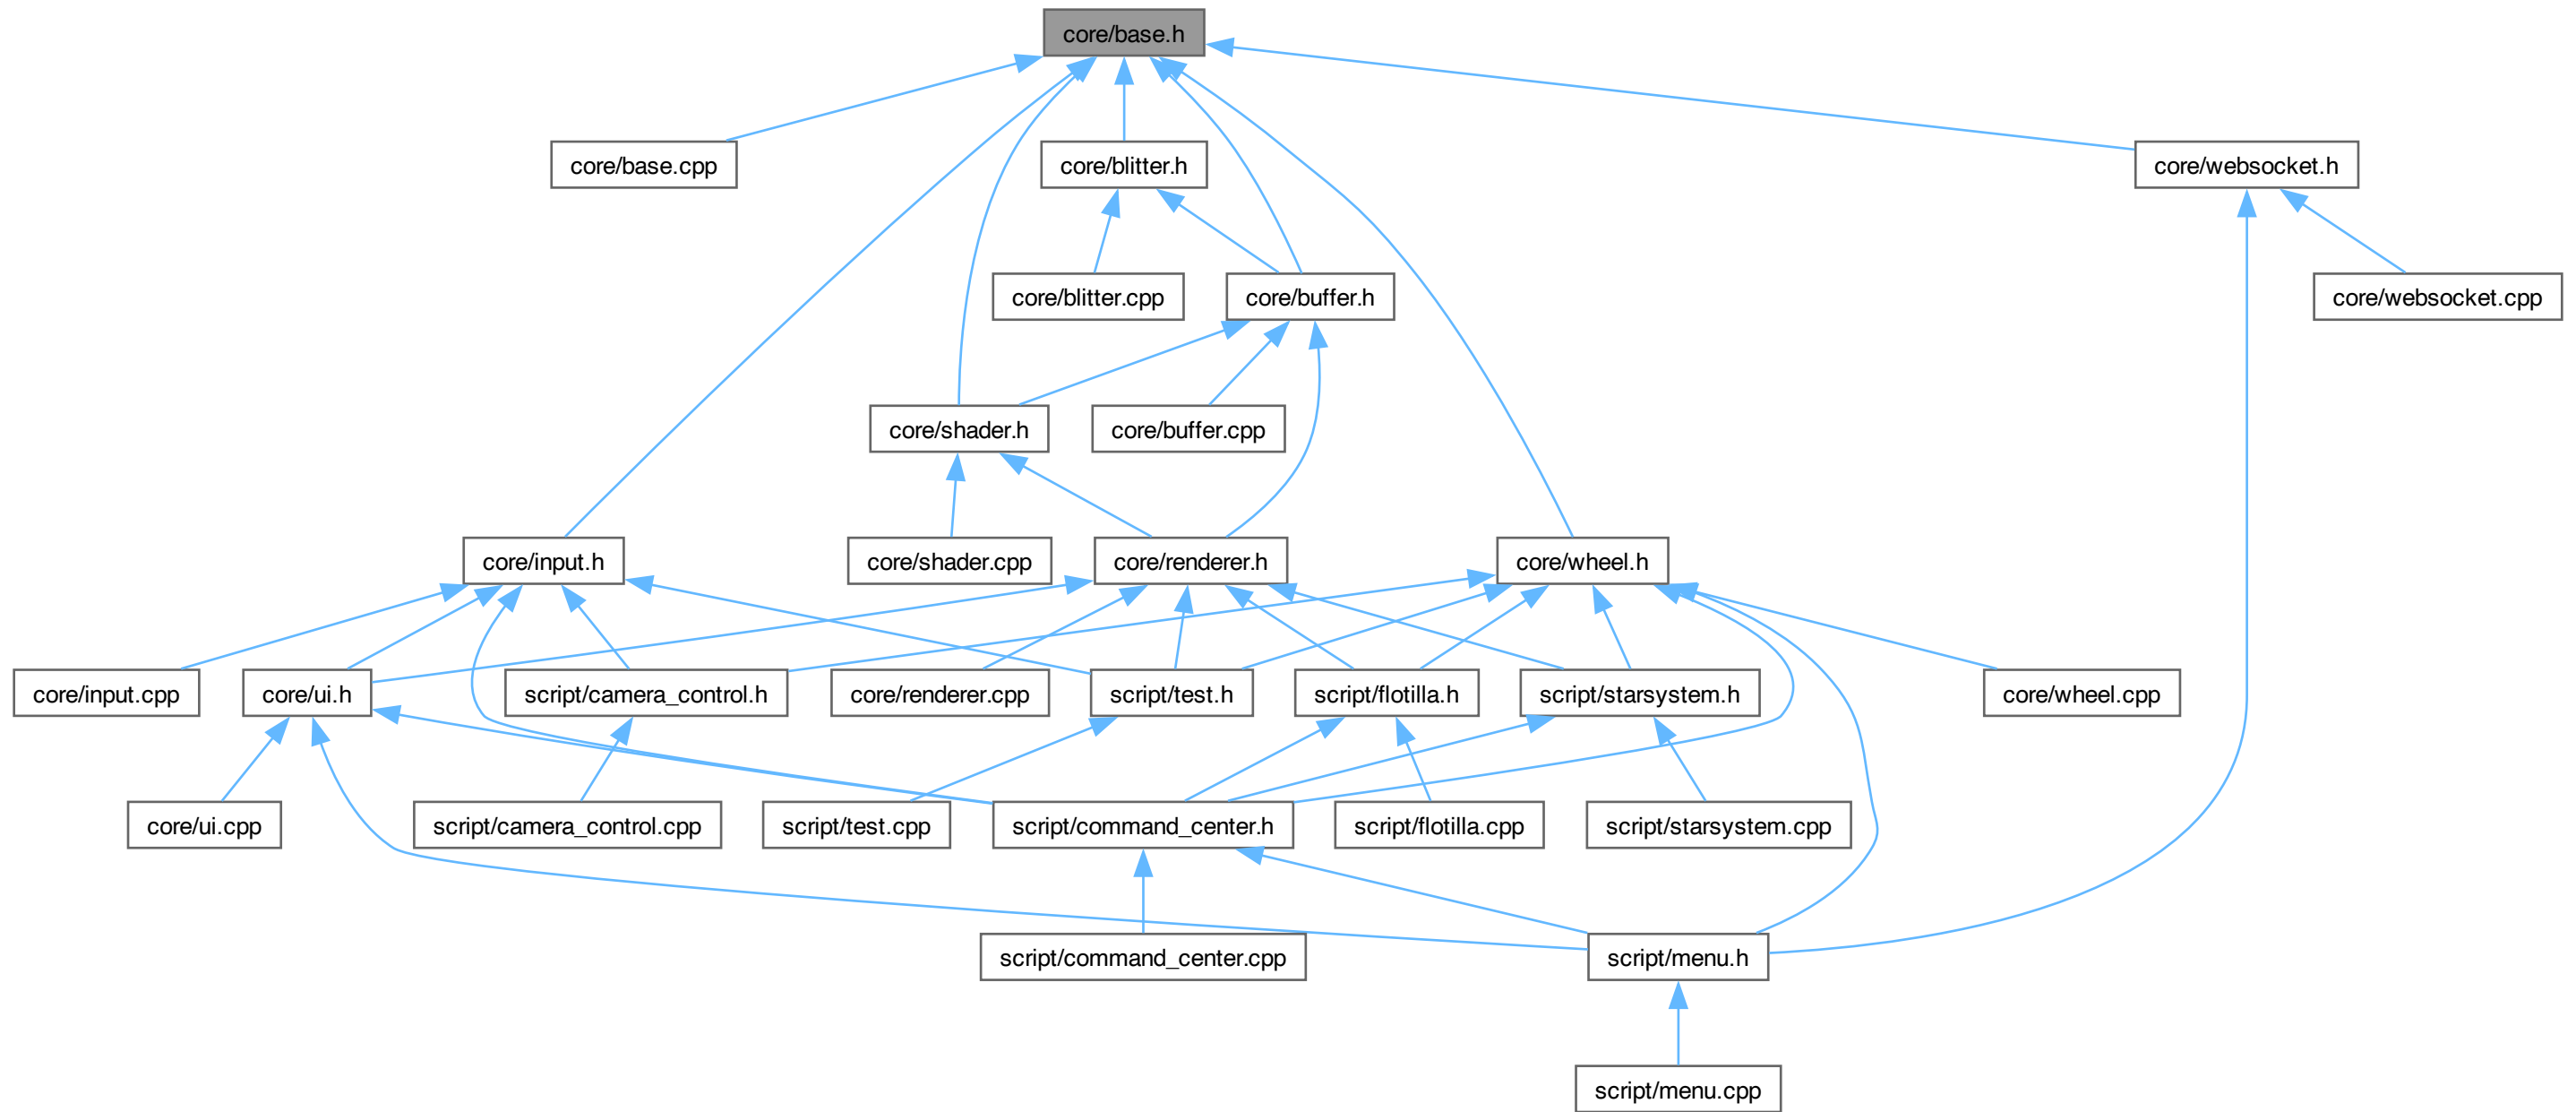 core/base.h
core/base.cpp
core/blitter.h
core/websocket.h
core/blitter.cpp
core/buffer.h
core/websocket.cpp
core/shader.h
core/buffer.cpp
core/input.h
core/shader.cpp
core/renderer.h
core/wheel.h
core/input.cpp
core/ui.h
script/camera_control.h
core/renderer.cpp
script/test.h
script/flotilla.h
script/starsystem.h
core/wheel.cpp
core/ui.cpp
script/camera_control.cpp
script/test.cpp
script/command_center.h
script/flotilla.cpp
script/starsystem.cpp
script/command_center.cpp
script/menu.h
script/menu.cpp